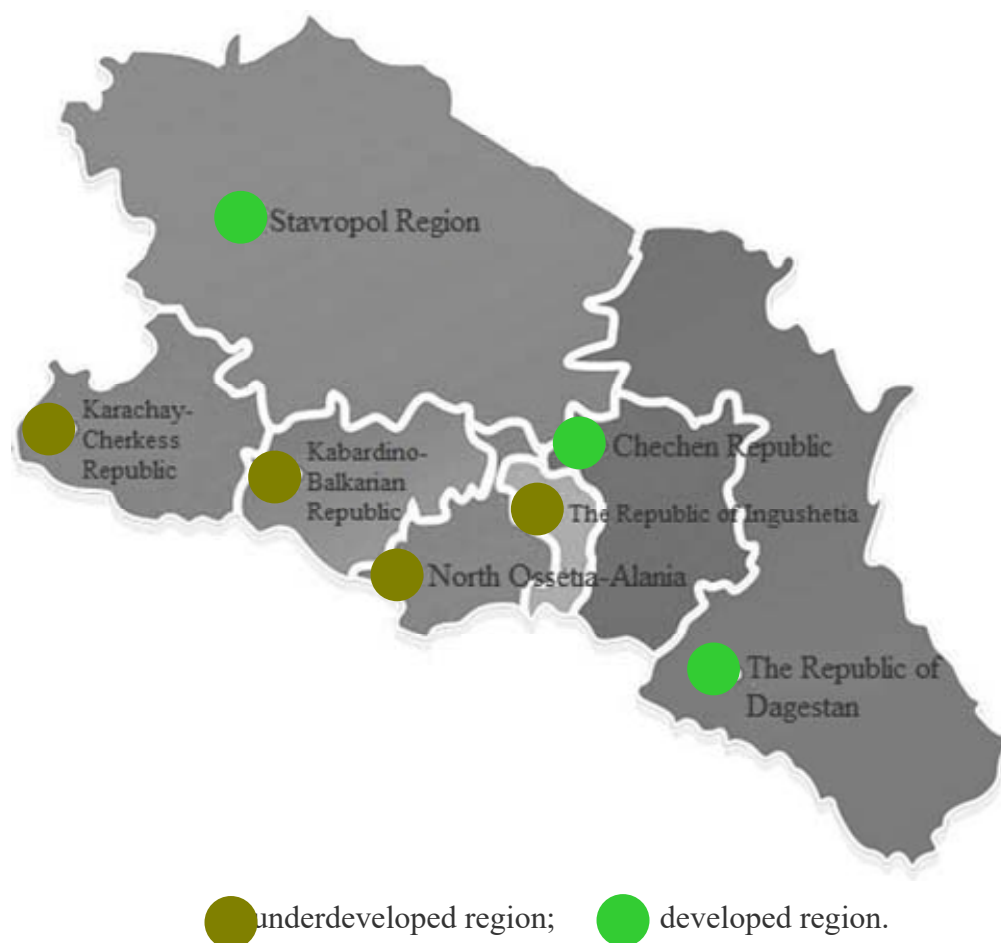 Stavropol Region
Karachay-
Cherkess
Republic
Kabardino-
Balkarian
Republic
Chechen Republic
The Republic of Ingushetia
North Ossetia-Alania
The Republic of
Dagestan
underdeveloped region; developed region.